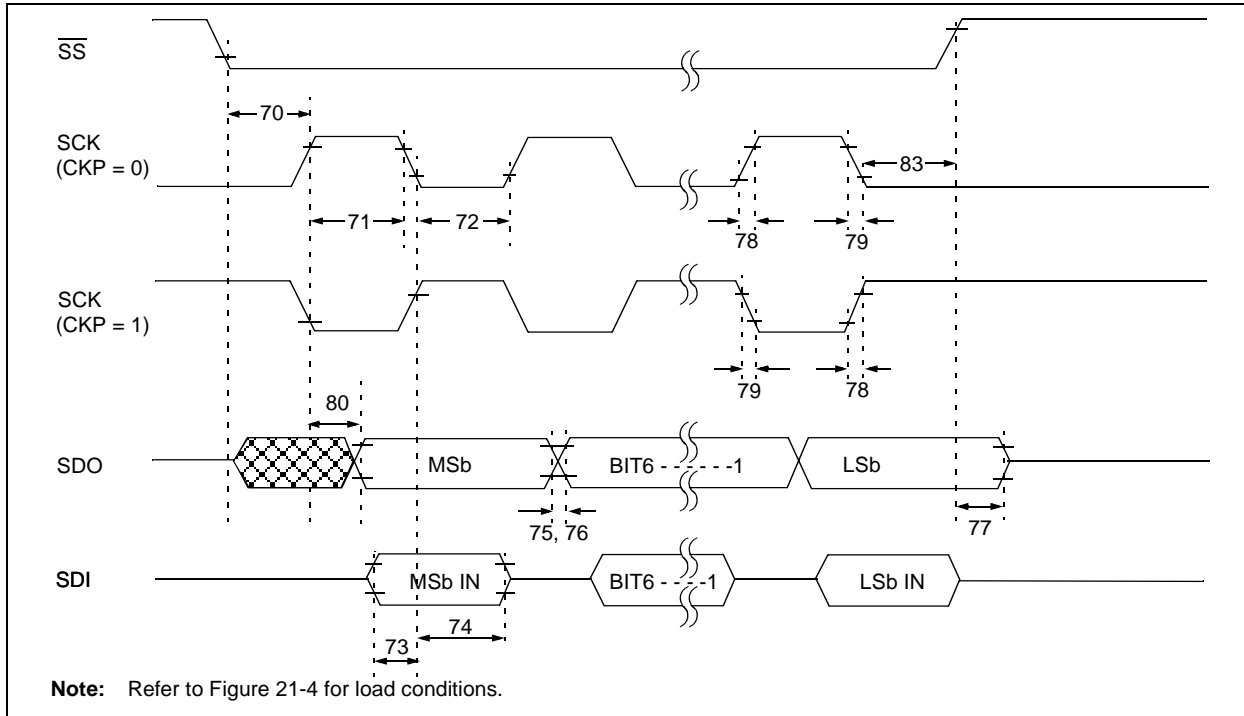 SS
70
SCK
(CKP = 0)
83
71
72
78
79
SCK
(CKP = 1)
79
78
80
SDO
MSb
BIT6 - - - - - -1
LSb
75, 76
77
SDI
MSb IN
BIT6 - - - - -1
LSb IN
74
73
Note: Refer to Figure 21-4 for load conditions.